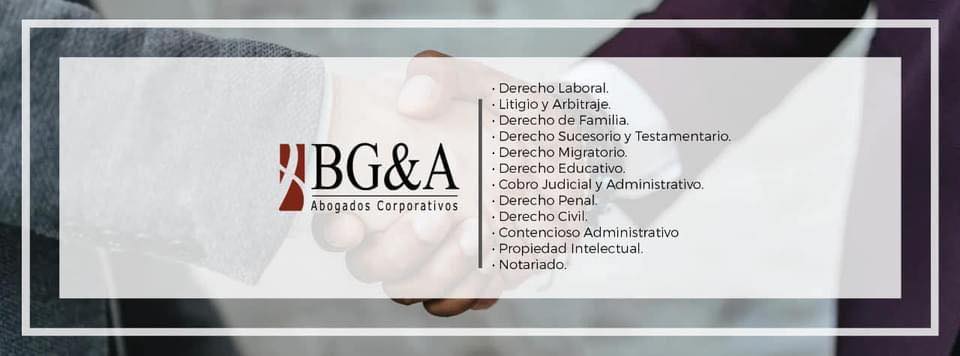 BG&A
Abogados Corporativos
• Derecho Laboral.
• Litigio y Arbitraje.
• Derecho de Familia.
• Derecho Sucesorio y Testamentario.
• Derecho Migratorio.
• Derecho Educativo.
• Cobro Judicial y Administrativo.
• Derecho Penal.
• Derecho Civil.
• Contencioso Administrativo
• Propiedad Intelectual.
• Notariado.